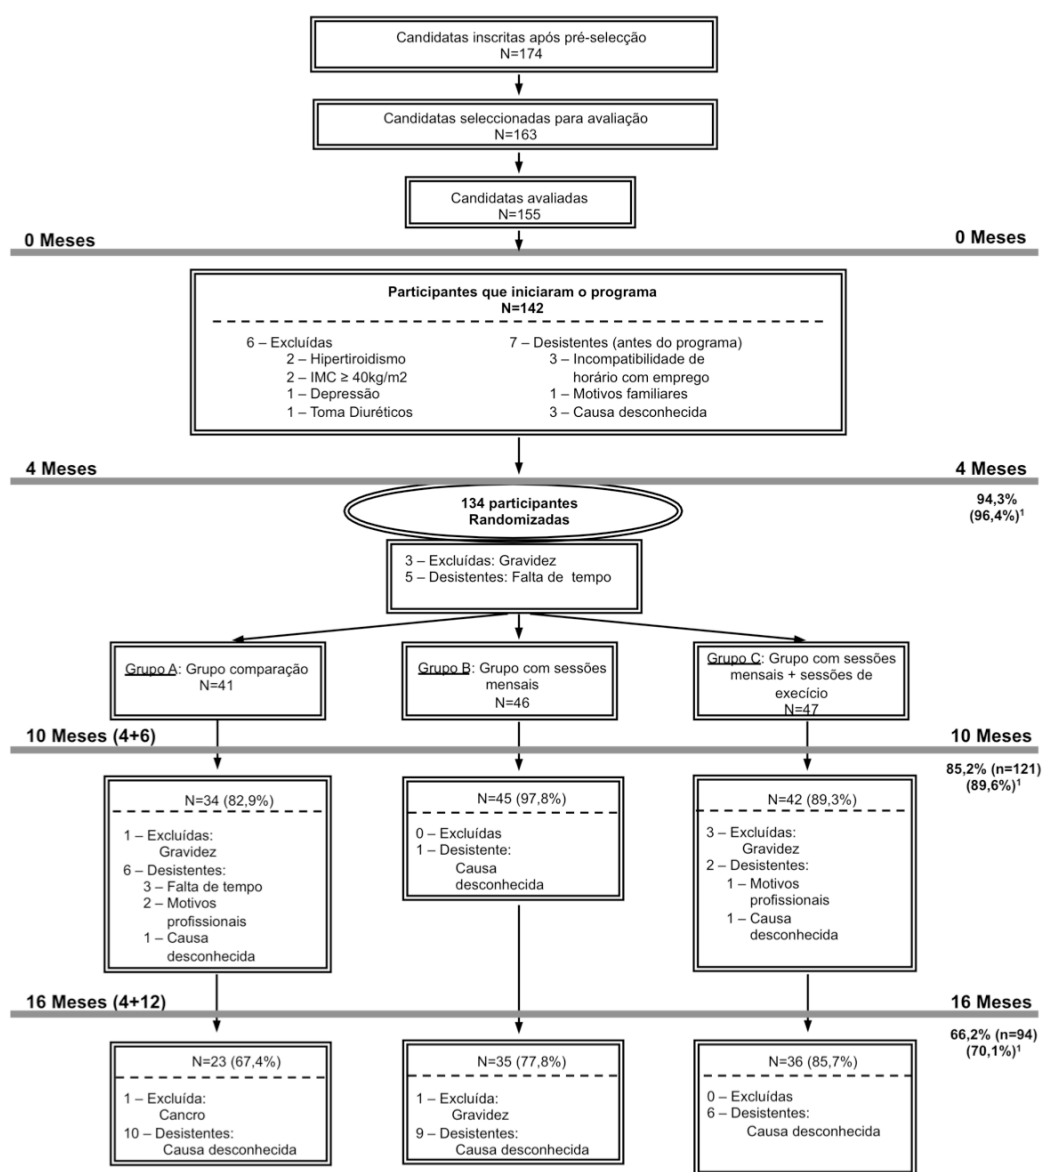 Candidatas inscritas após pré-selecção
N=174
Candidatas seleccionadas para avaliação
N=163
Candidatas avaliadas
N=155
0 Meses
0 Meses
Participantes que iniciaram o programa
N=142
6 – Excluídas
2 – Hipertiroidismo
2 – IMC ≥ 40kg/m2
1 – Depressão
1 – Toma Diuréticos
7 – Desistentes (antes do programa)
3 – Incompatibilidade de
horário com emprego
1 – Motivos familiares
3 – Causa desconhecida
4 Meses
4 Meses
94,3%
(96,4%)¹
134 participantes
Randomizadas
3 – Excluídas: Gravidez
5 – Desistentes: Falta de tempo
Grupo A: Grupo comparação
N=41
Grupo B: Grupo com sessões
mensais
N=46
Grupo C: Grupo com sessões
mensais + sessões de
execício
N=47
10 Meses (4+6)
10 Meses
85,2% (n=121)
(89,6%)¹
N=34 (82,9%)
1 – Excluídas:
Gravidez
6 – Desistentes:
3 – Falta de tempo
2 – Motivos
profissionais
1 – Causa
desconhecida
N=45 (97,8%)
0 – Excluídas
1 – Desistente:
Causa
desconhecida
N=42 (89,3%)
3 – Excluídas:
Gravidez
2 – Desistentes:
1 – Motivos
profissionais
1 – Causa
desconhecida
16 Meses (4+12)
16 Meses
66,2% (n=94)
(70,1%)¹
N=23 (67,4%)
1 – Excluída:
Cancro
10 – Desistentes:
Causa desconhecida
N=35 (77,8%)
1 – Excluída:
Gravidez
9 – Desistentes:
Causa desconhecida
N=36 (85,7%)
0 – Excluídas
6 – Desistentes:
Causa desconhecida